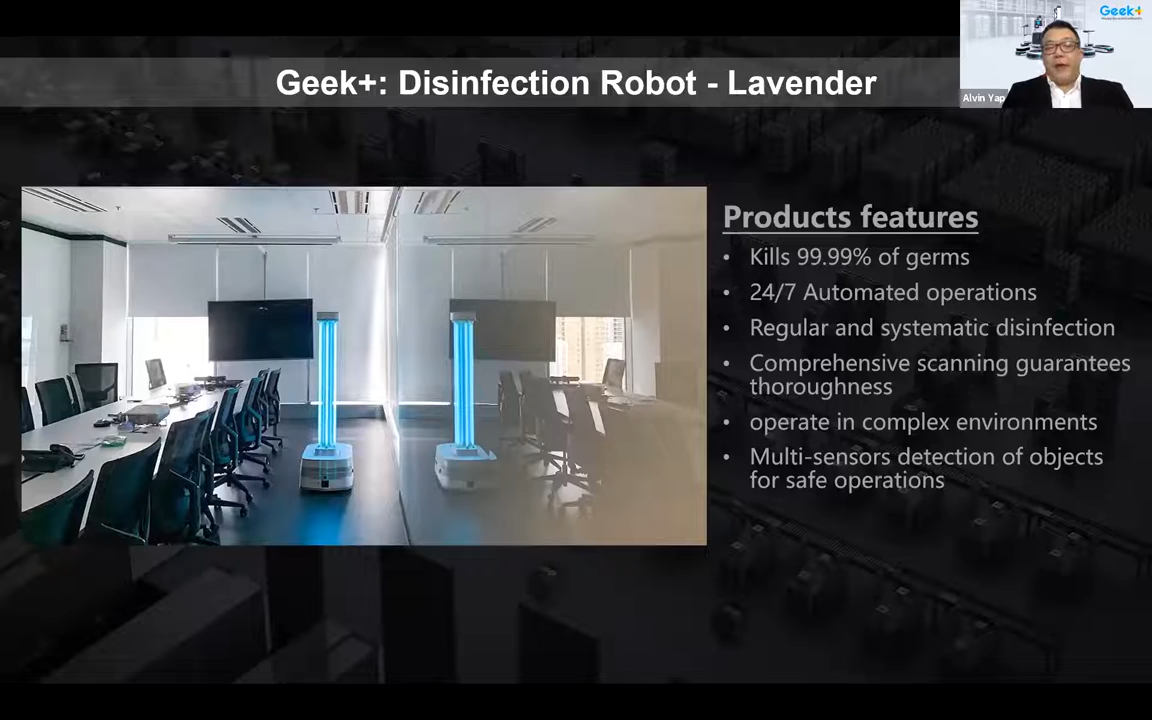 Geek+
Geek+: Disinfection Robot - Lavender
Alvin Yap
Products features
• Kills 99.99% of germs
• 24/7 Automated operations
• Regular and systematic disinfection
• Comprehensive scanning guarantees
thoroughness
• operate in complex environments
• Multi-sensors detection of objects
for safe operations